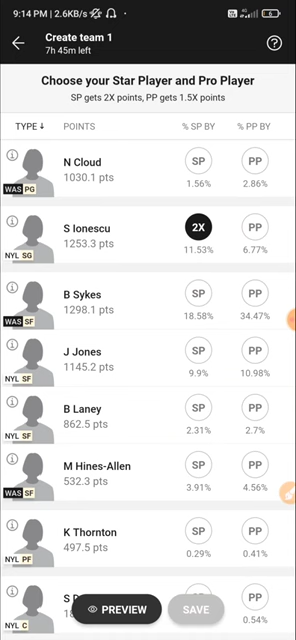 9:14 PM | 2.6KB/s
Create team 1
7h 45m left
Choose your Star Player and Pro Player
SP gets 2X points, PP gets 1.5X points
TYPE ↓ POINTS % SP BY % PP BY
N Cloud
1030.1 pts
WAS PG
SP PP
1.56% 2.86%
S Ionescu
1253.3 pts
NYL SG
2X PP
11.53% 6.77%
B Sykes
1298.1 pts
WAS SF
SP PP
18.58% 34.47%
J Jones
1145.2 pts
NYL SF
SP PP
9.9% 10.98%
B Laney
862.5 pts
NYL SF
SP PP
2.31% 2.7%
M Hines-Allen
532.3 pts
WAS SF
SP PP
3.91% 4.56%
K Thornton
497.5 pts
NYL PF
SP PP
0.29% 0.41%
S
NYL C
PP
0.54%
PREVIEW
SAVE